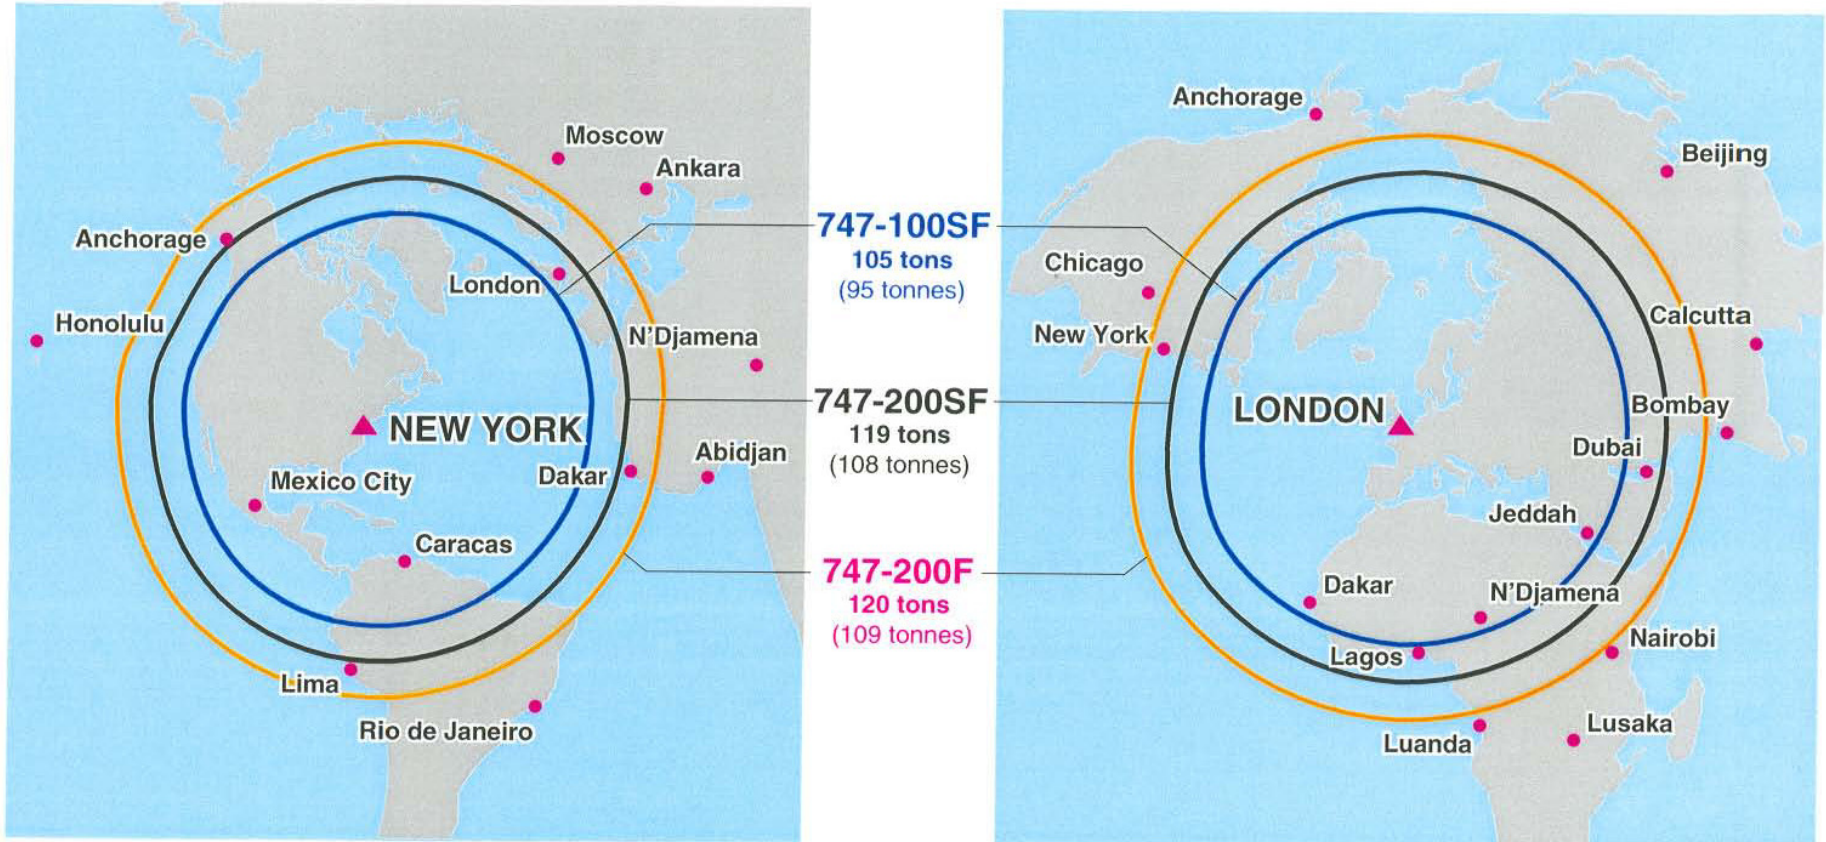 Moscow
Ankara
Anchorage
London
Honolulu
N'Djamena
NEW YORK
Mexico City
Dakar
Abidjan
Caracas
Lima
Rio de Janeiro
747-100SF
105 tons
(95 tonnes)
747-200SF
119 tons
(108 tonnes)
747-200F
120 tons
(109 tonnes)
Anchorage
Beijing
Chicago
Calcutta
New York
LONDON
Bombay
Dubai
Jeddah
Dakar
N'Djamena
Lagos
Nairobi
Luanda
Lusaka